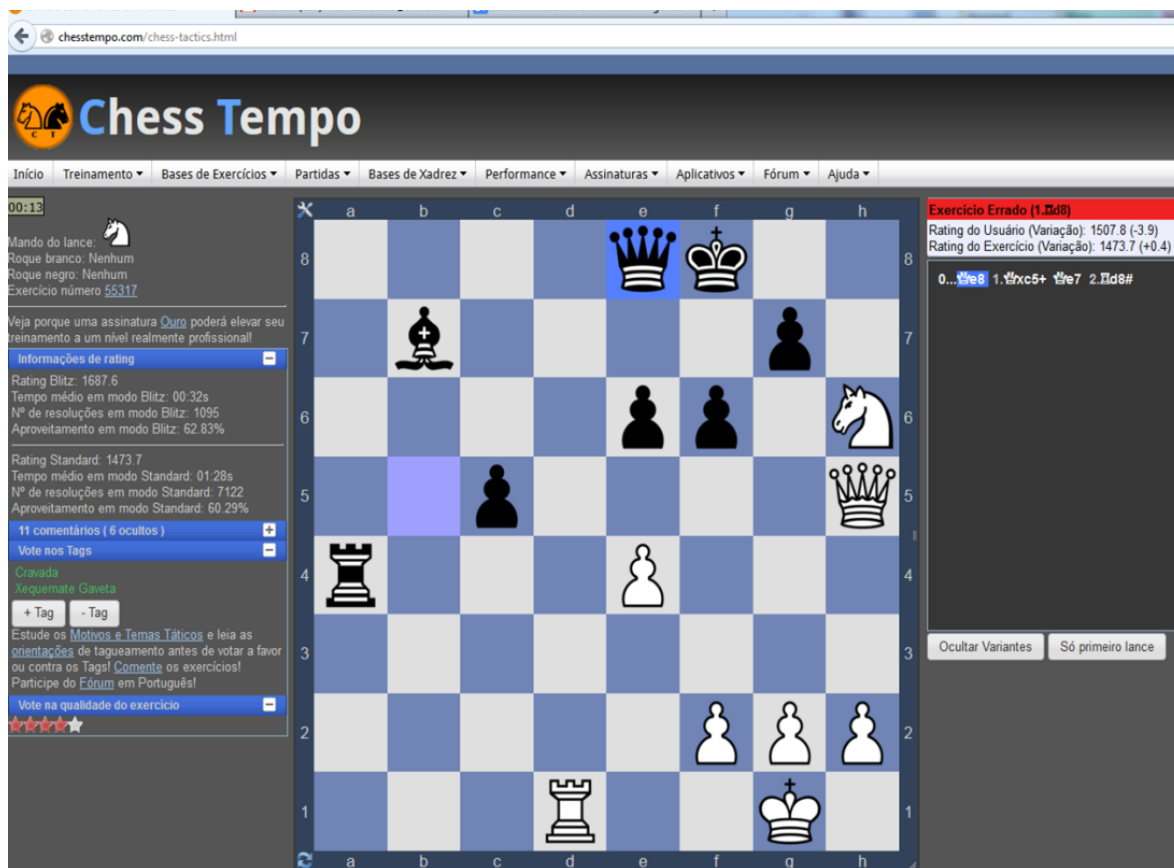 chesstempo.com/chess-tactics.html
Chess Tempo
C T
Início Treinamento Bases de Exercícios Partidas Bases de Xadrez Performance Assinaturas Aplicativos Fórum Ajuda
00:13
Mando do lance:
Roque branco: Nenhum
Roque negro: Nenhum
Exercício número 55317
Veja porque uma assinatura Ouro poderá elevar seu
treinamento a um nível realmente profissional!
Informações de rating
Rating Blitz: 1687.6
Tempo médio em modo Blitz: 00:32s
Nº de resoluções em modo Blitz: 1095
Aproveitamento em modo Blitz: 62.83%
Rating Standard: 1473.7
Tempo médio em modo Standard: 01:28s
Nº de resoluções em modo Standard: 7122
Aproveitamento em modo Standard: 60.29%
11 comentários ( 6 ocultos )
Vote nos Tags
Cravada
Xequemate Gaveta
+ Tag - Tag
Estude os Motivos e Temas Táticos e leia as
orientações de tagueamento antes de votar a favor
ou contra os Tags! Comente os exercícios!
Participe do Fórum em Português!
Vote na qualidade do exercício
a b c d e f g h
8 8
7 7
6 6
5 5
4 4
3 3
2 2
1 1
a b c d e f g h
Exercício Errado (1.♖d8)
Rating do Usuário (Variação): 1507.8 (-3.9)
Rating do Exercício (Variação): 1473.7 (+0.4)
0...♕e8 1.♕xc5+ ♕e7 2.♖d8#
Ocultar Variantes Só primeiro lance